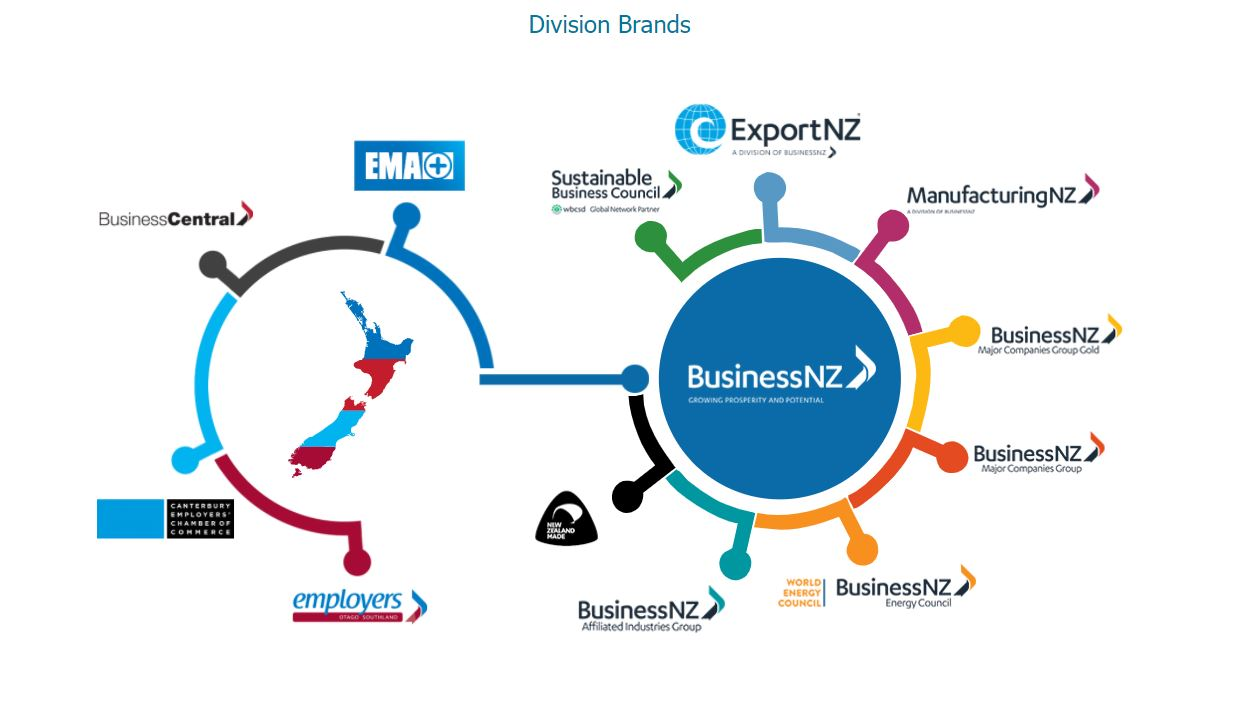 Division Brands
ExportNZ
A DIVISION OF BUSINESSNZ
EMA
Sustainable
Business Council
wbcsd Global Network Partner
ManufacturingNZ
A DIVISION OF BUSINESSNZ
BusinessCentral
BusinessNZ
Major Companies Group Gold
BusinessNZ
GROWING PROSPERITY AND POTENTIAL
BusinessNZ
Major Companies Group
CANTERBURY
EMPLOYERS'
CHAMBER OF
COMMERCE
NEW
ZEALAND
MADE
WORLD
ENERGY
COUNCIL
BusinessNZ
Energy Council
employers
OTAGO SOUTHLAND
BusinessNZ
Affiliated Industries Group